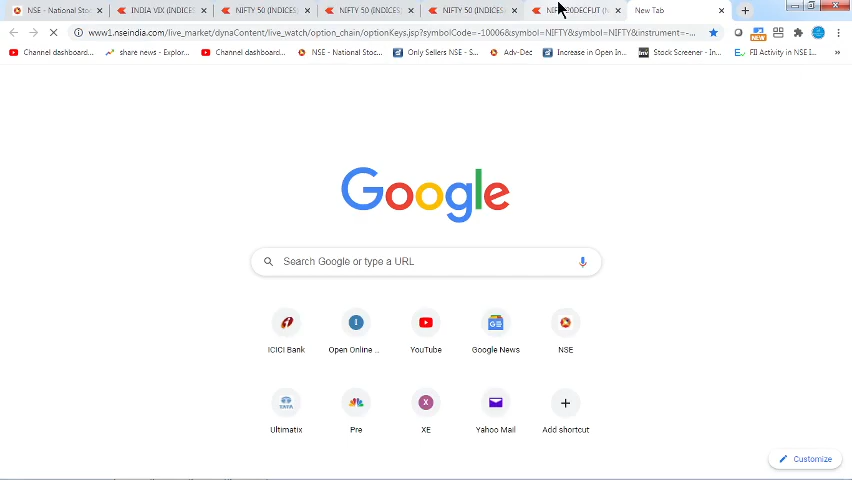 NSE - National Stoc
INDIA VIX (INDICES
NIFTY 50 (INDICES
NIFTY 50 (INDICES)
NIFTY 50 (INDICES
20DECFUT (N
New Tab
www1.nseindia.com/live_market/dynaContent/live_watch/option_chain/optionKeys.jsp?symbolCode=-10006&symbol=NIFTY&symbol=NIFTY&instrument=-...
NEW
Channel dashboard...
share news - Explor...
Channel dashboard...
NSE - National Stoc...
Only Sellers NSE - S...
Adv-Dec
Increase in Open I...
Stock Screener - In...
FII Activity in NSE I...
»
Google
Search Google or type a URL
ICICI Bank
Open Online ...
YouTube
Google News
NSE
Ultimatix
Pre
XE
Yahoo Mail
Add shortcut
Customize